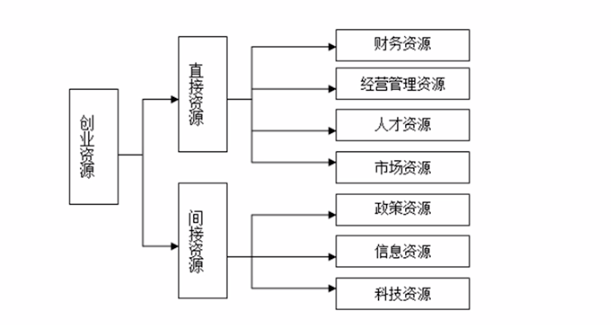 创业资源
直接资源
财务资源
经营管理资源
人才资源
市场资源
间接资源
政策资源
信息资源
科技资源